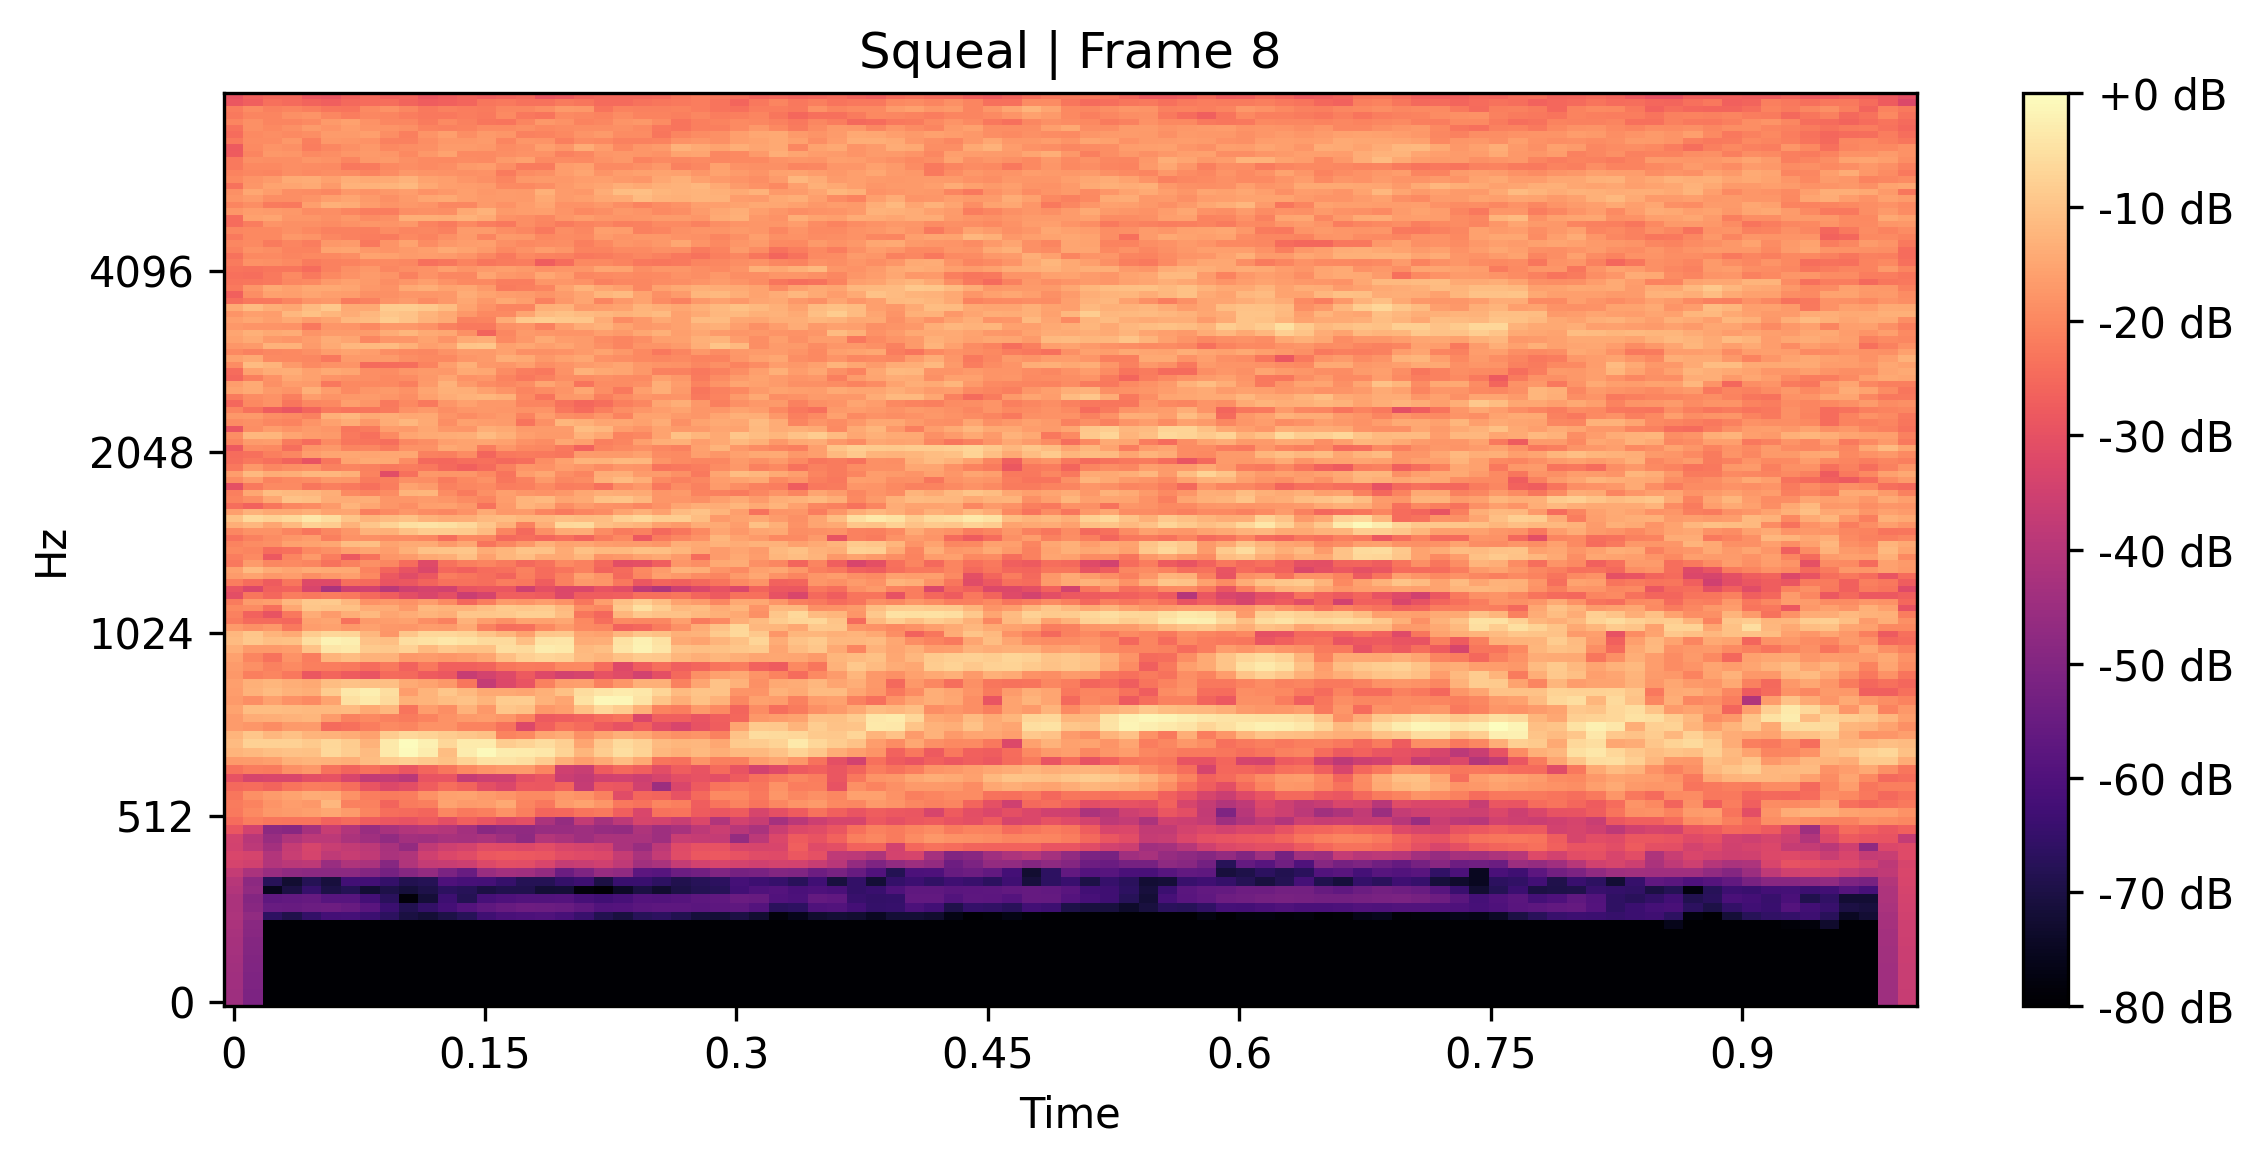 Squeal | Frame 8
+0 dB
-10 dB
-20 dB
-30 dB
-40 dB
-50 dB
-60 dB
-70 dB
-80 dB
Hz
4096
2048
1024
512
0
0 0.15 0.3 0.45 0.6 0.75 0.9
Time